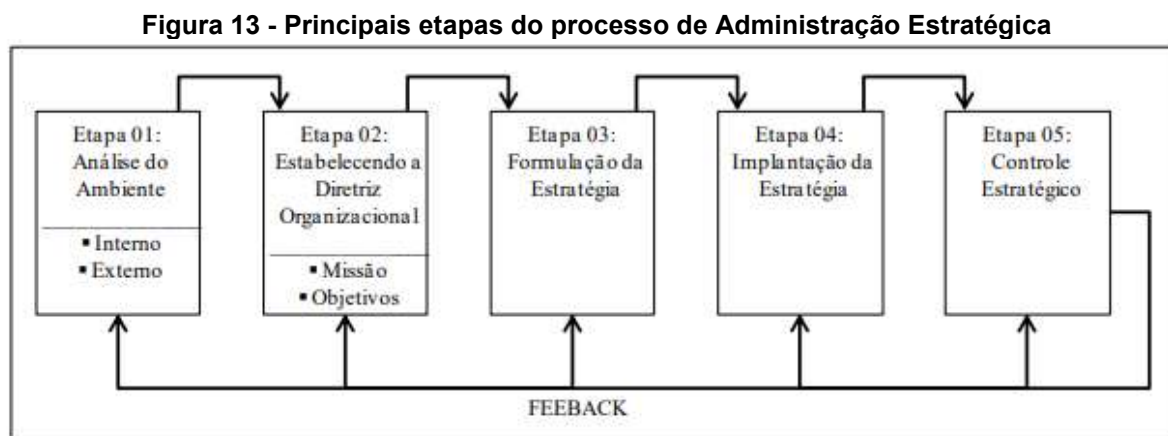 Figura 13 - Principais etapas do processo de Administração Estratégica
Etapa 01:
Análise do
Ambiente
▪ Interno
▪ Externo
Etapa 02:
Estabelecendo a
Diretriz
Organizacional
▪ Missão
▪ Objetivos
Etapa 03:
Formulação da
Estratégia
Etapa 04:
Implantação da
Estratégia
Etapa 05:
Controle
Estratégico
FEEBACK